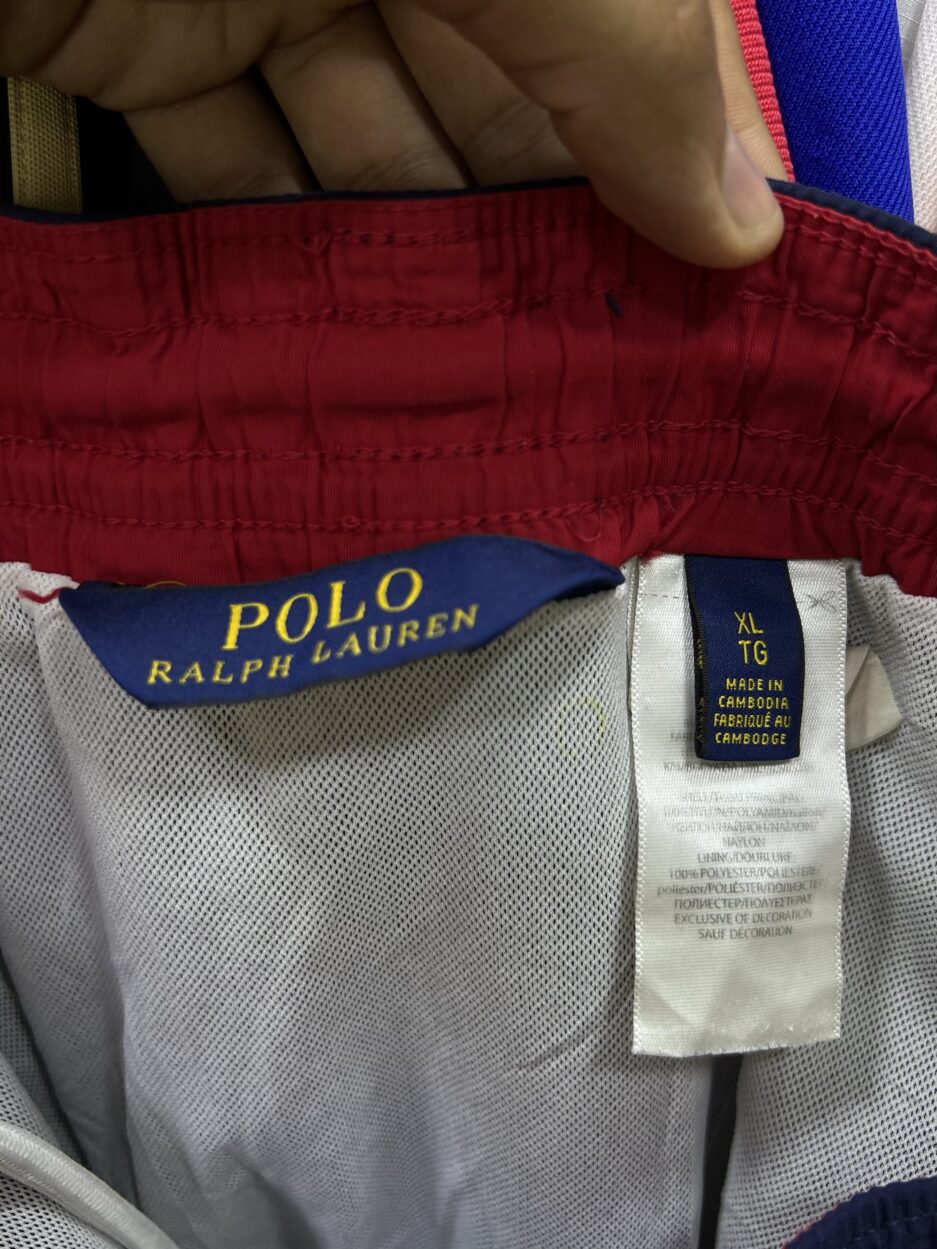 POLO
RALPH LAUREN
XL
TG
MADE IN
CAMBODIA
FABRIQUÉ AU
CAMBODGE
NAYLON
LINING/DOUBLURE
100% POLYESTER/POLIESTERE/
poliester/POLIÉSTER/ПОЛИЭСТЕ
ПОЛИЕСТЕР/ΠΟΛΥΕΣΤΕΡΑΣ
EXCLUSIVE OF DECORATION
SAUF DÉCORATION